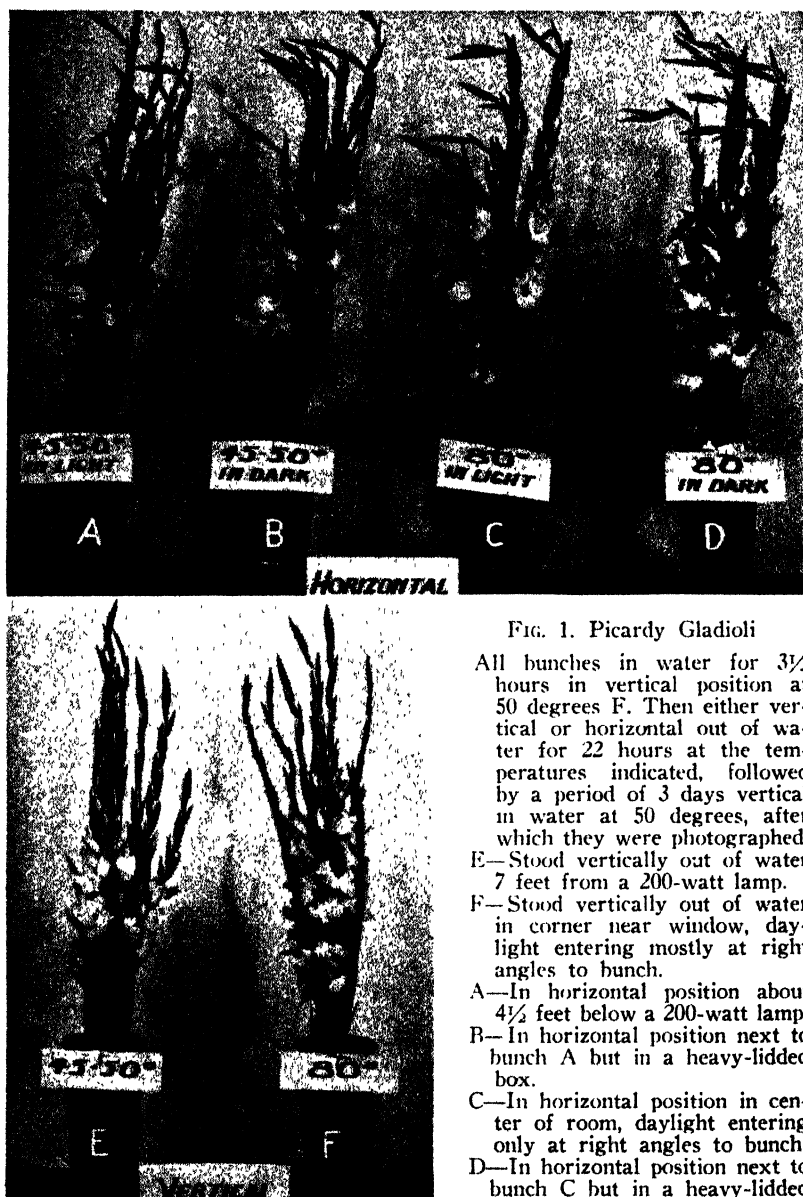 45-50°
IN LIGHT
45-50°
IN DARK
80°
IN LIGHT
80°
IN DARK
A
B
C
D
HORIZONTAL
45-50°
80°
E
F
VERTICAL
FIG. 1. Picardy Gladioli
All bunches in water for 3½
hours in vertical position a
50 degrees F. Then either ver-
tical or horizontal out of wa-
ter for 22 hours at the tem-
peratures indicated, followed
by a period of 3 days vertica
in water at 50 degrees, after
which they were photographed
E—Stood vertically out of water
7 feet from a 200-watt lamp.
F—Stood vertically out of water
in corner near window, day-
light entering mostly at right
angles to bunch.
A—In horizontal position abou
4½ feet below a 200-watt lamp
B—In horizontal position next to
bunch A but in a heavy-lidded
box.
C—In horizontal position in cen-
ter of room, daylight entering
only at right angles to bunch
D—In horizontal position next to
bunch C but in a heavy-lidded